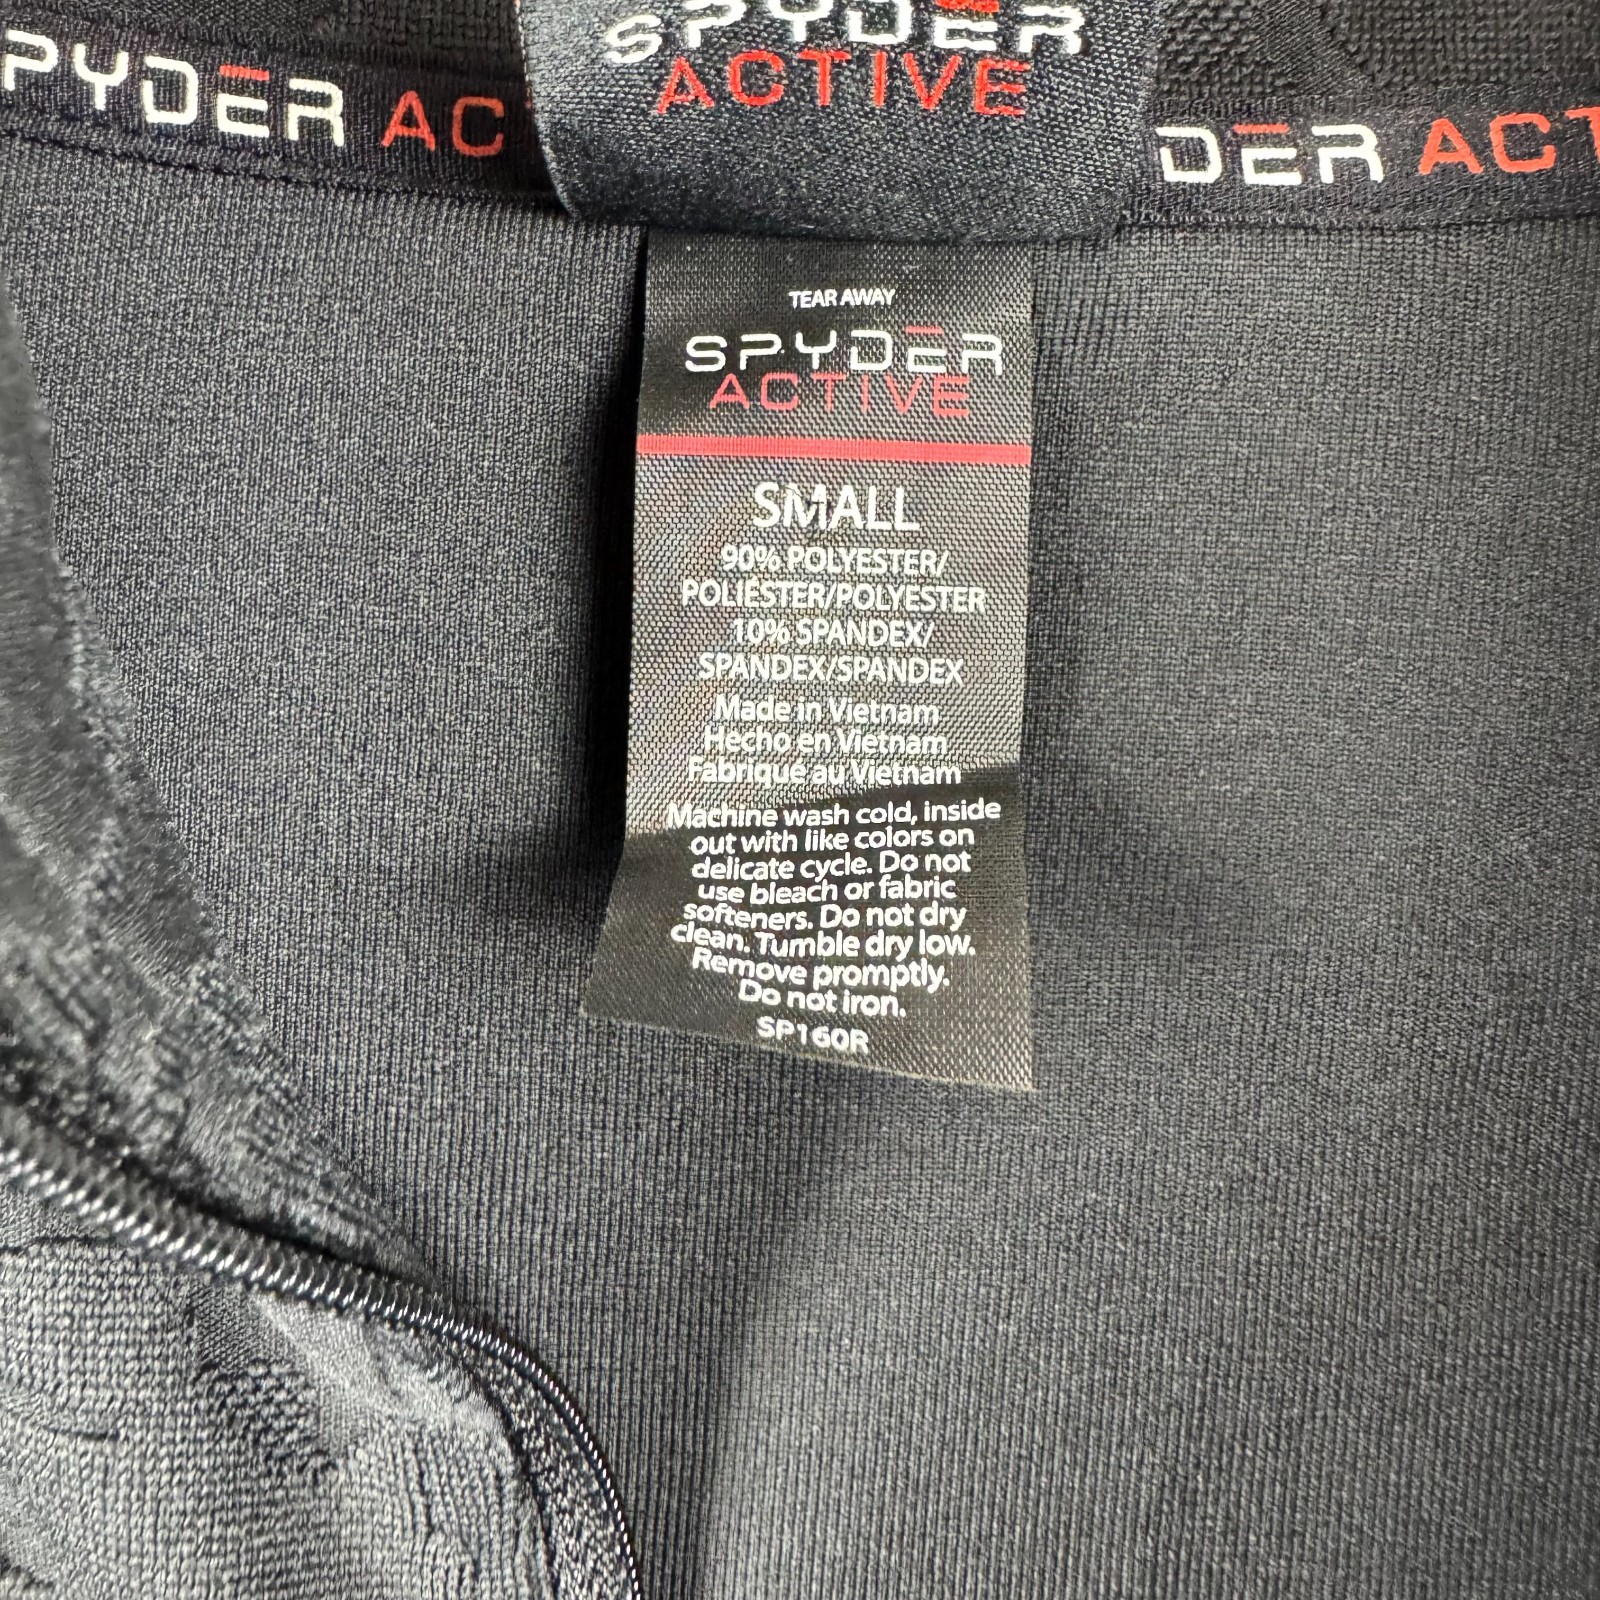 SPYDER
ACTIVE
PYDER AC
DER ACT
TEAR AWAY
SPYDER
ACTIVE
SMALL
90% POLYESTER/
POLIÉSTER/POLYESTER
10% SPANDEX/
SPANDEX/SPANDEX
Made in Vietnam
Hecho en Vietnam
Fabriqué au Vietnam
Machine wash cold, inside
out with like colors on
delicate cycle. Do not
use bleach or fabric
softeners. Do not dry
clean. Tumble dry low.
Remove promptly.
Do not iron.
SP160R